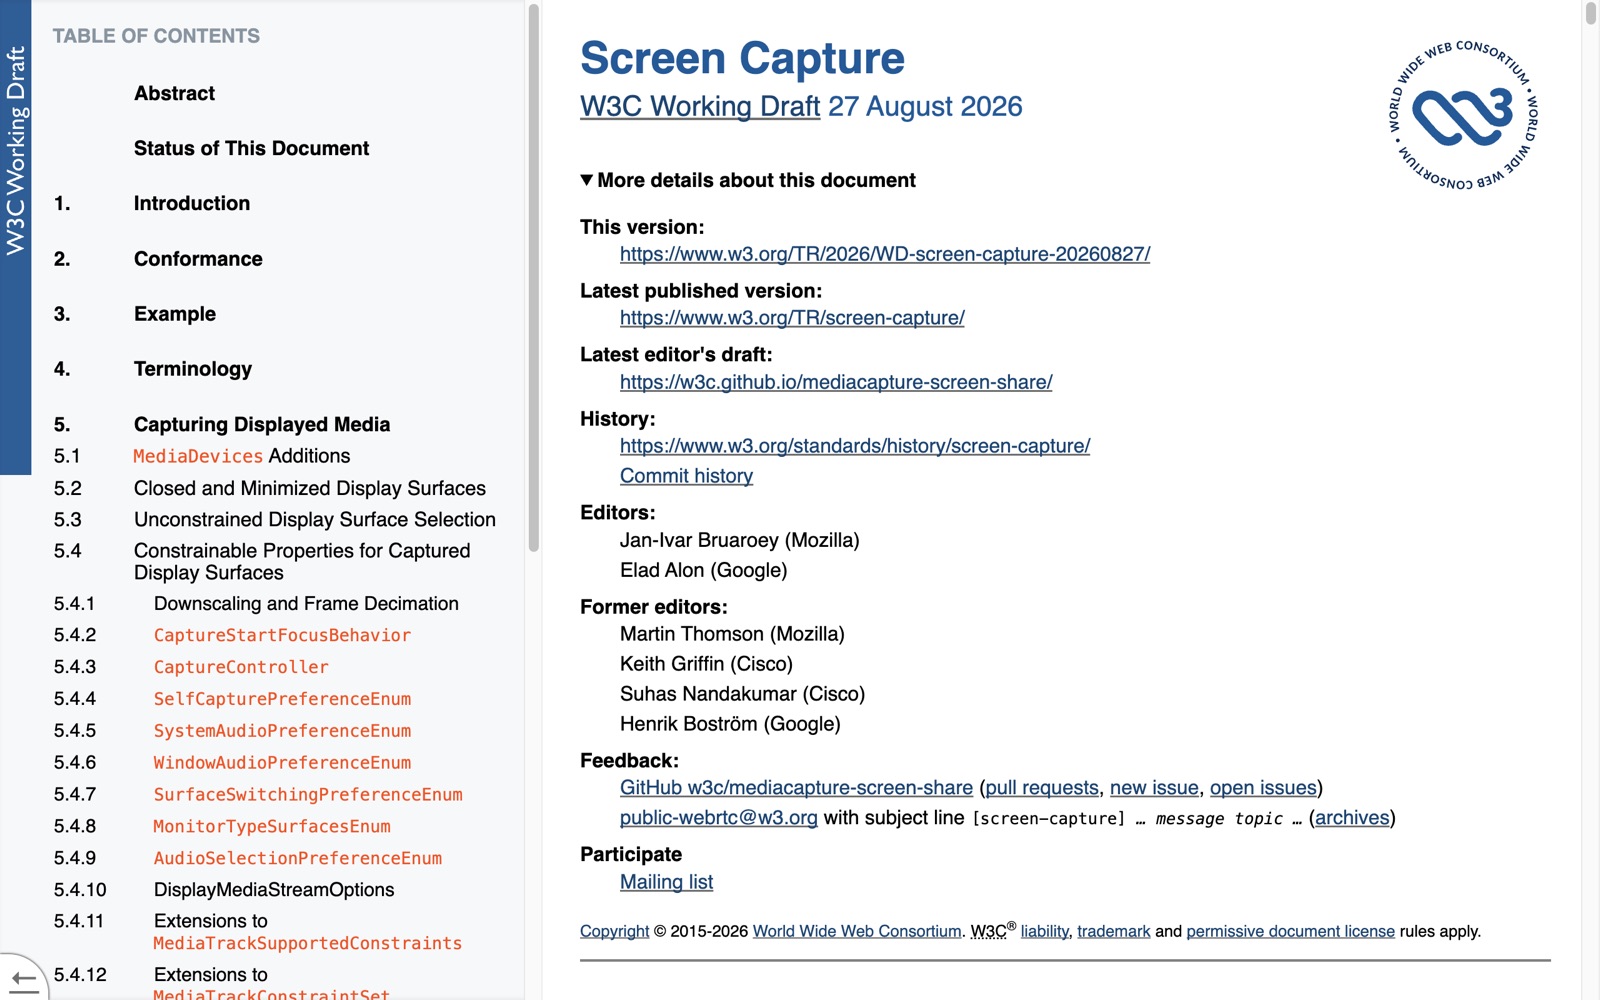 W3C Working Draft
TABLE OF CONTENTS
Abstract
Status of This Document
1. Introduction
2. Conformance
3. Example
4. Terminology
5. Capturing Displayed Media
5.1 MediaDevices Additions
5.2 Closed and Minimized Display Surfaces
5.3 Unconstrained Display Surface Selection
5.4 Constrainable Properties for Captured
Display Surfaces
5.4.1 Downscaling and Frame Decimation
5.4.2 CaptureStartFocusBehavior
5.4.3 CaptureController
5.4.4 SelfCapturePreferenceEnum
5.4.5 SystemAudioPreferenceEnum
5.4.6 WindowAudioPreferenceEnum
5.4.7 SurfaceSwitchingPreferenceEnum
5.4.8 MonitorTypeSurfacesEnum
5.4.9 AudioSelectionPreferenceEnum
5.4.10 DisplayMediaStreamOptions
5.4.11 Extensions to
MediaTrackSupportedConstraints
5.4.12 Extensions to
MediaTrackConstraintSet
Screen Capture
W3C Working Draft 27 August 2026
WORLD WIDE WEB CONSORTIUM • WORLD WIDE WEB CONSORTIUM •
▼ More details about this document
This version:
https://www.w3.org/TR/2026/WD-screen-capture-20260827/
Latest published version:
https://www.w3.org/TR/screen-capture/
Latest editor's draft:
https://w3c.github.io/mediacapture-screen-share/
History:
https://www.w3.org/standards/history/screen-capture/
Commit history
Editors:
Jan-Ivar Bruaroey (Mozilla)
Elad Alon (Google)
Former editors:
Martin Thomson (Mozilla)
Keith Griffin (Cisco)
Suhas Nandakumar (Cisco)
Henrik Boström (Google)
Feedback:
GitHub w3c/mediacapture-screen-share (pull requests, new issue, open issues)
public-webrtc@w3.org with subject line [screen-capture] … message topic … (archives)
Participate
Mailing list
Copyright © 2015-2026 World Wide Web Consortium. W3C® liability, trademark and permissive document license rules apply.